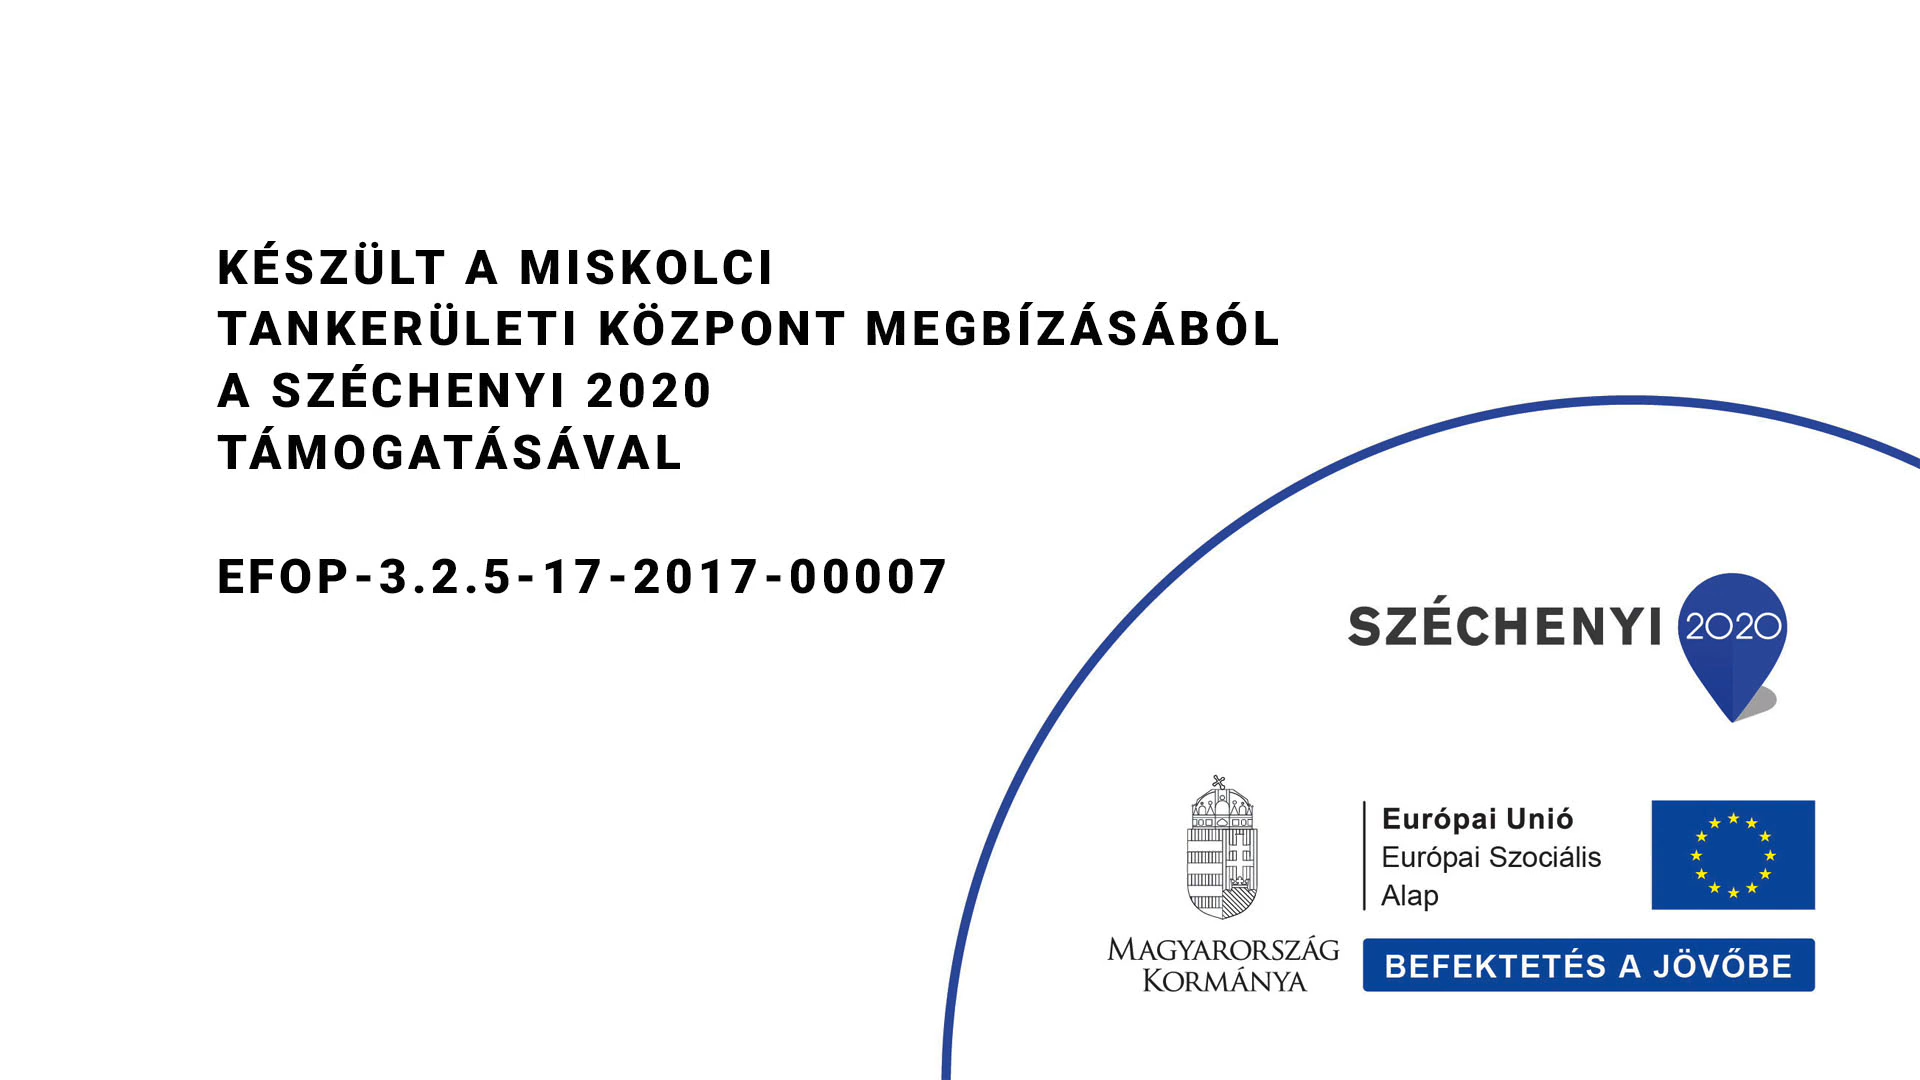 KÉSZÜLT A MISKOLCI
TANKERÜLETI KÖZPONT MEGBÍZÁSÁBÓL
A SZÉCHENYI 2020
TÁMOGATÁSÁVAL
EFOP-3.2.5-17-2017-00007
SZÉCHENYI 2020
MAGYARORSZÁG
KORMÁNYA
Európai Unió
Európai Szociális
Alap
BEFEKTETÉS A JÖVŐBE